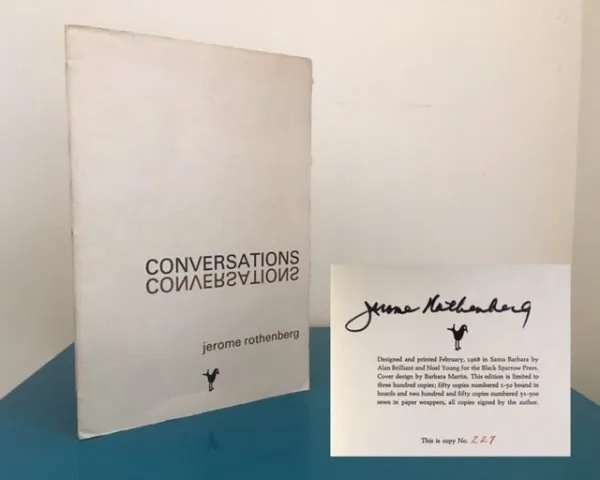 CONVERSATIONS
CONVERSATIONS
jerome rothenberg
Jerome Rothenberg
Designed and printed February, 1968 in Santa Barbara by
Alan Brilliant and Noel Young for the Black Sparrow Press.
Cover design by Barbara Martin. This edition is limited to
three hundred copies; fifty copies numbered 1-50 bound in
boards and two hundred and fifty copies numbered 51-300
sewn in paper wrappers, all copies signed by the author.
This is copy No. 227